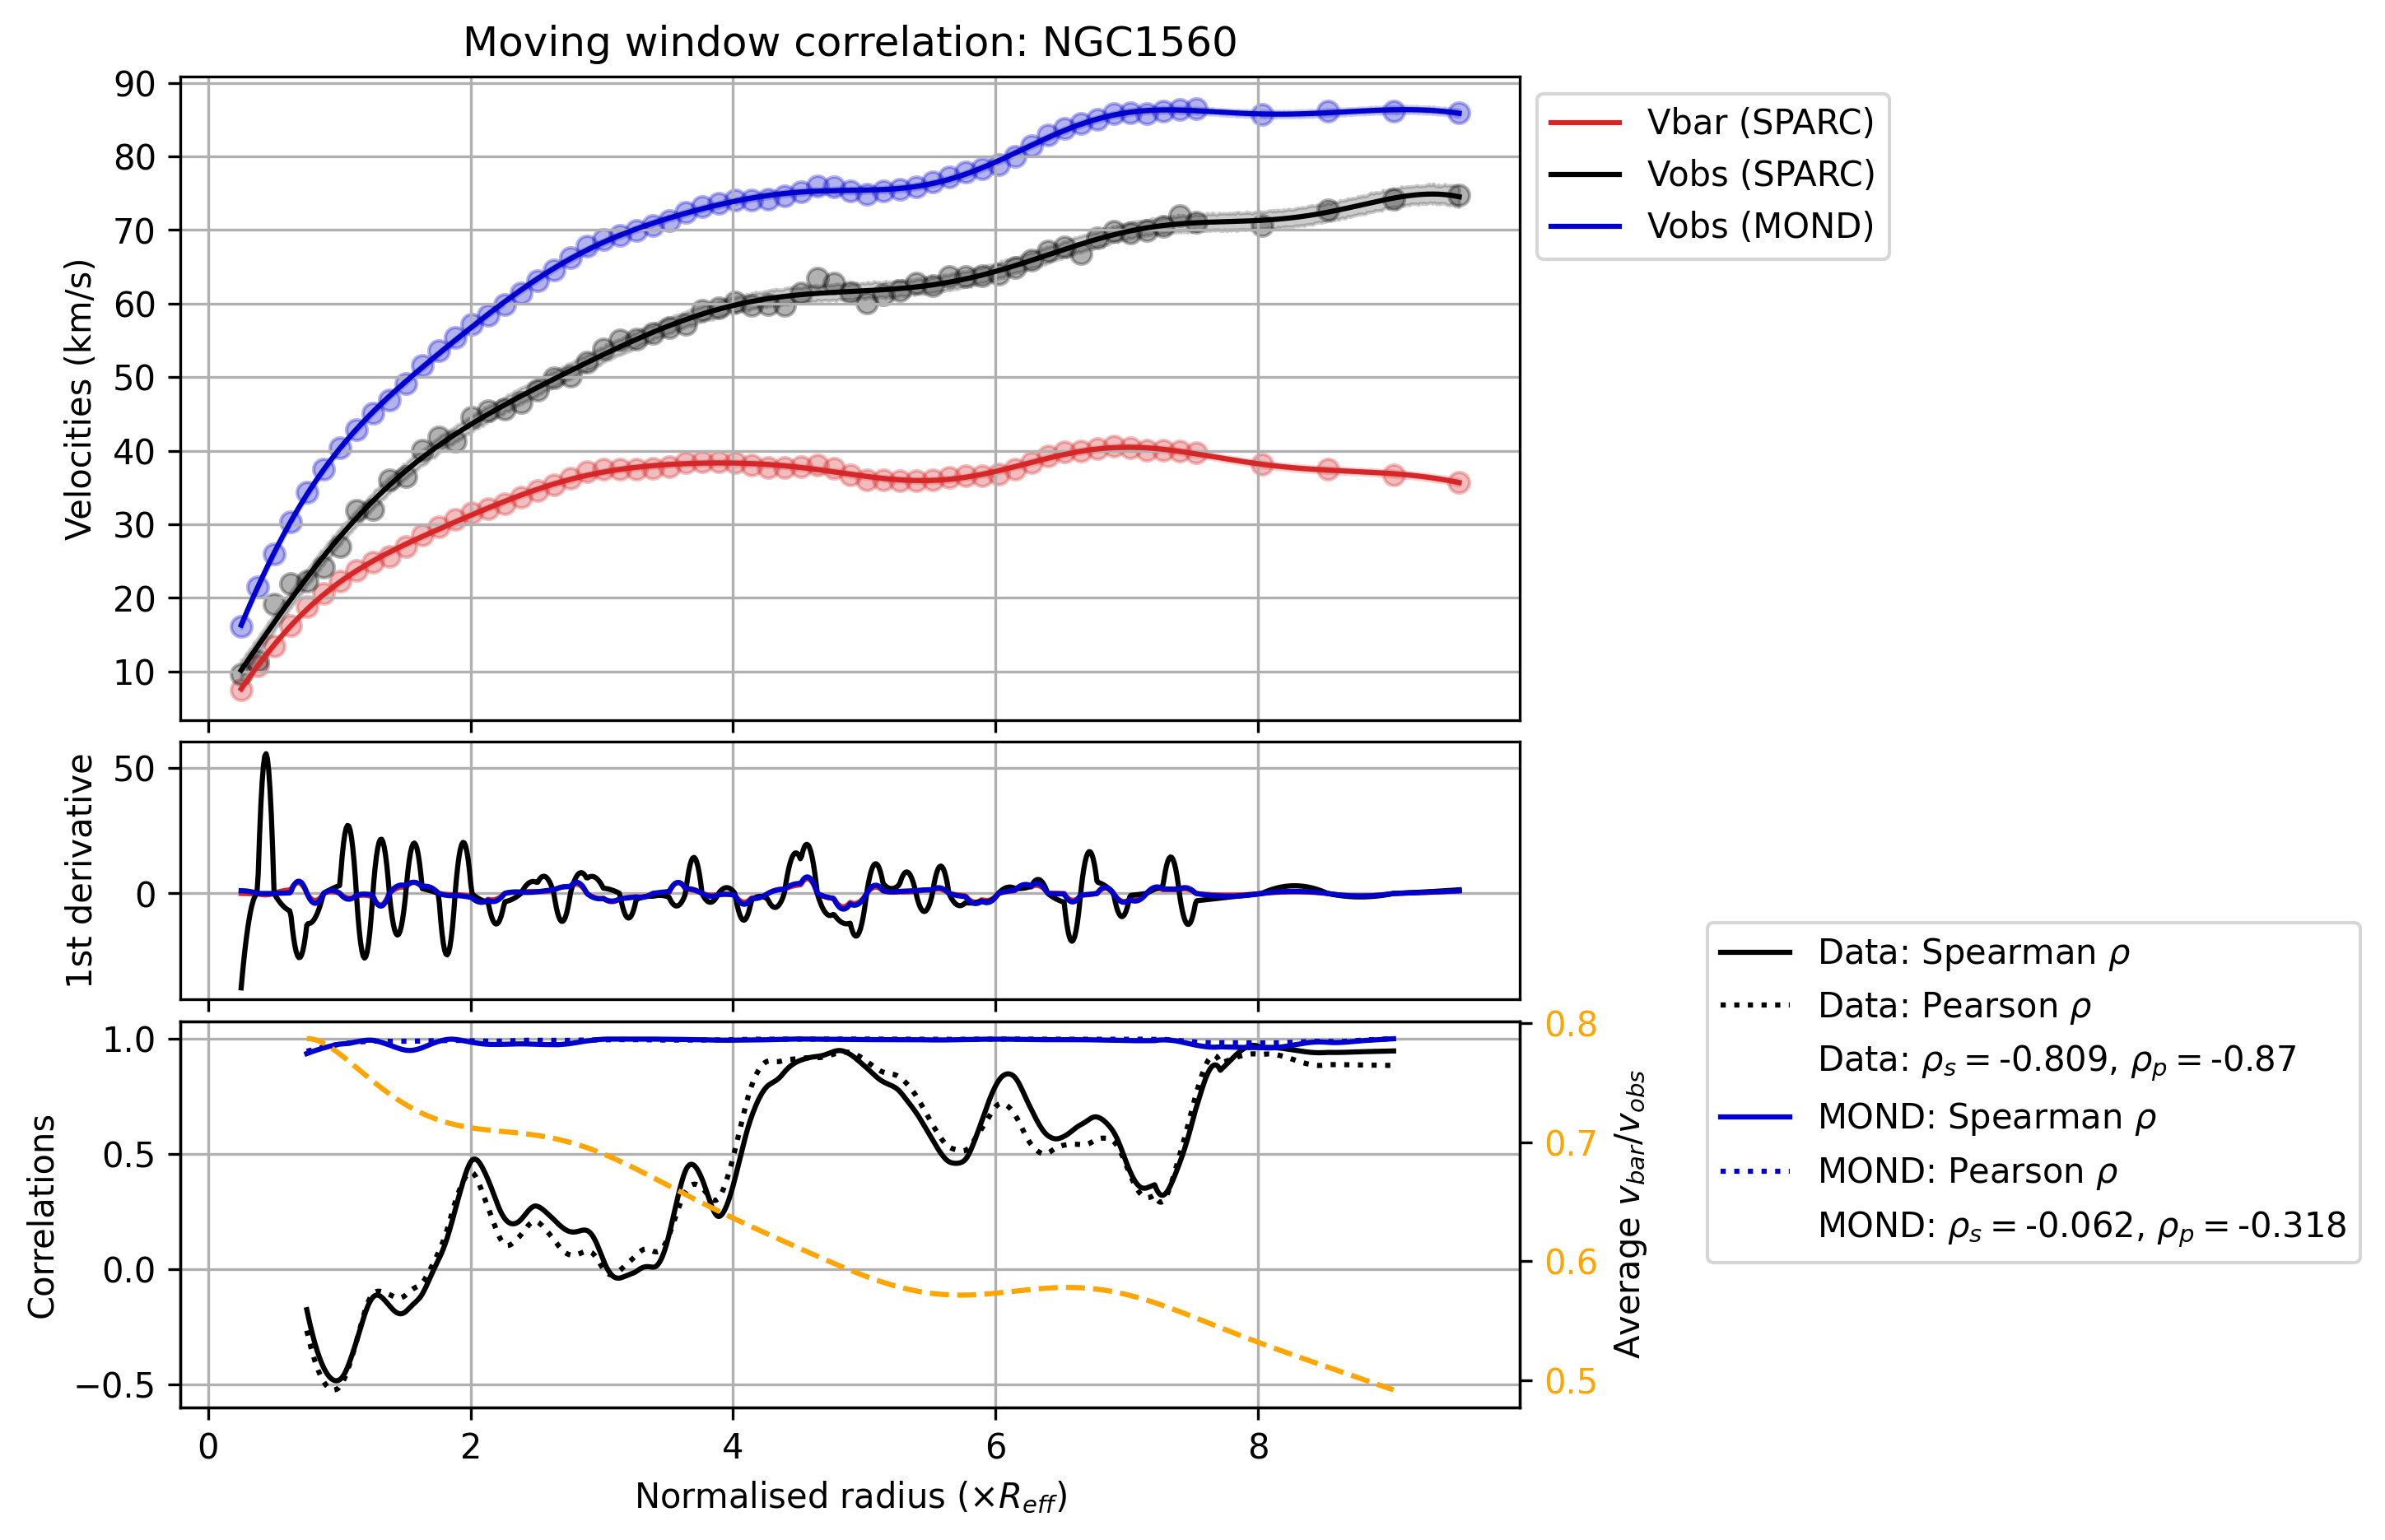 Moving window correlation: NGC1560
90
80
70
60
50
40
30
20
10
Velocities (km/s)
Vbar (SPARC)
Vobs (SPARC)
Vobs (MOND)
50
0
1st derivative
1.0
0.5
0.0
−0.5
Correlations
0.8
0.7
0.6
0.5
Average v_bar/v_obs
Data: Spearman ρ
Data: Pearson ρ
Data: ρ_s = -0.809, ρ_p = -0.87
MOND: Spearman ρ
MOND: Pearson ρ
MOND: ρ_s = -0.062, ρ_p = -0.318
0 2 4 6 8
Normalised radius (×R_eff)